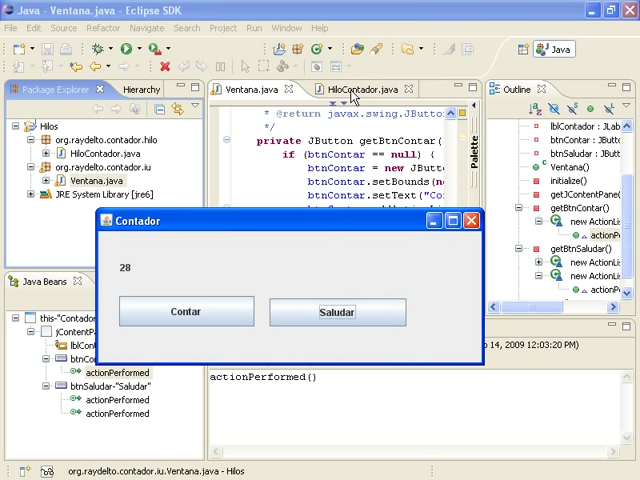 Java - Ventana.java - Eclipse SDK
File Edit Source Refactor Navigate Search Project Run Window Help
Java
Package Explorer Hierarchy
Hilos
org.raydelto.contador.hilo
HiloContador.java
org.raydelto.contador.iu
Ventana.java
JRE System Library [jre6]
Ventana.java HiloContador.java
* @return javax.swing.JButto
*/
private JButton getBtnContar(
if (btnContar == null) {
btnContar = new JButto
btnContar.setBounds(ne
btnContar.setText("Co
Palette
Outline
lblContador : JLab
btnContar : JButto
btnSaludar : JButt
Ventana()
initialize()
getJContentPane(
getBtnContar()
new ActionList
actionPer
getBtnSaludar()
new ActionLis
new ActionLis
actionPer
Contador
28
Contar Saludar
Java Beans
this-"Contador"
jContentPa
lblCont
btnCo
actionPerformed
btnSaludar-"Saludar"
actionPerformed
actionPerformed
14, 2009 12:03:20 PM)
actionPerformed()
org.raydelto.contador.iu.Ventana.java - Hilos